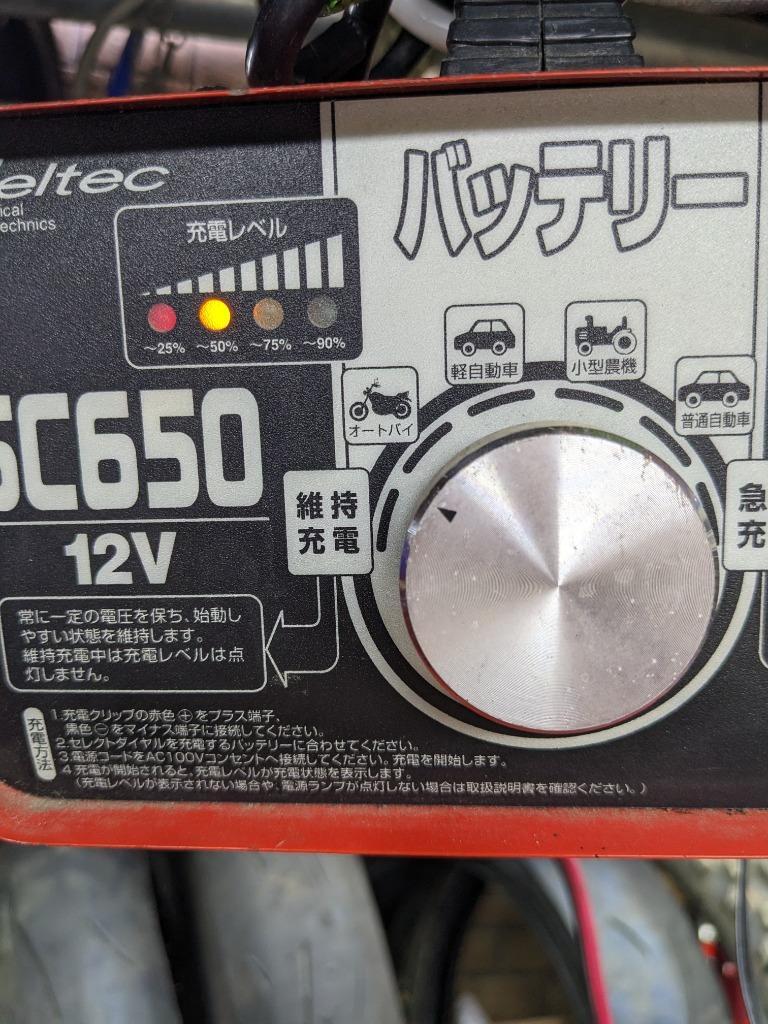 eltec
ical
technics
充電レベル
~25% ~50% ~75% ~90%
バッテリー
軽自動車
小型農機
オートバイ
普通自動車
SC650
12V
維持
充電
急
充
常に一定の電圧を保ち、始動し
やすい状態を維持します。
維持充電中は充電レベルは点
灯しません。
充電方法
1.充電クリップの赤色⊕をプラス端子、
黒色⊖をマイナス端子に接続してください。
2.セレクトダイヤルを充電するバッテリーに合わせてください。
3.電源コードをAC100Vコンセントへ接続してください。充電を開始します。
4.充電が開始されると、充電レベルが充電状態を表示します。
(充電レベルが表示されない場合や、電源ランプが点灯しない場合は取扱説明書を確認ください。)